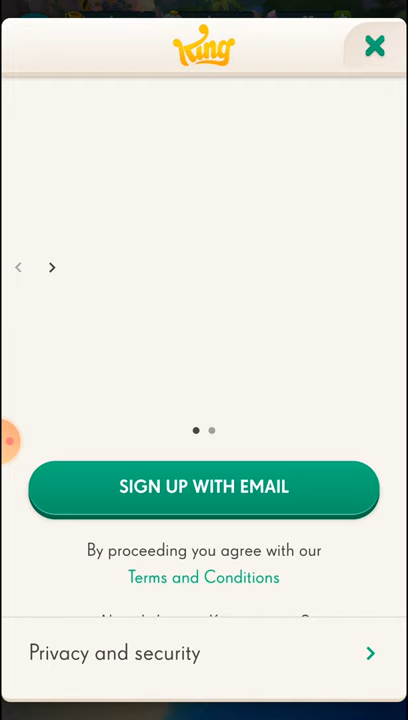 King
SIGN UP WITH EMAIL
By proceeding you agree with our
Terms and Conditions
Privacy and security